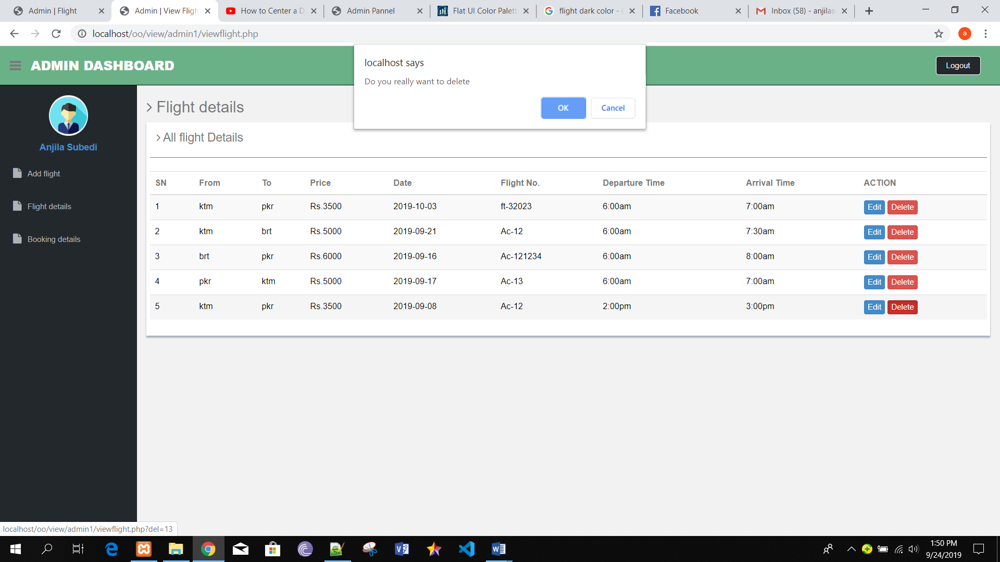 Admin | Flight
Admin | View Fligh
How to Center a D
Admin Pannel
Flat UI Color Palett
flight dark color -
Facebook
Inbox (58) - anjilas
localhost/oo/view/admin1/viewflight.php
a
ADMIN DASHBOARD
Logout
localhost says
Do you really want to delete
OK Cancel
Anjila Subedi
Add flight
Flight details
Booking details
Flight details
All flight Details
SN From To Price Date Flight No. Departure Time Arrival Time ACTION
1 ktm pkr Rs.3500 2019-10-03 ft-32023 6:00am 7:00am Edit Delete
2 ktm brt Rs.5000 2019-09-21 Ac-12 6:00am 7:30am Edit Delete
3 brt pkr Rs.6000 2019-09-16 Ac-121234 6:00am 8:00am Edit Delete
4 pkr ktm Rs.5000 2019-09-17 Ac-13 6:00am 7:00am Edit Delete
5 ktm pkr Rs.3500 2019-09-08 Ac-12 2:00pm 3:00pm Edit Delete
localhost/oo/view/admin1/viewflight.php?del=13
1:50 PM
9/24/2019